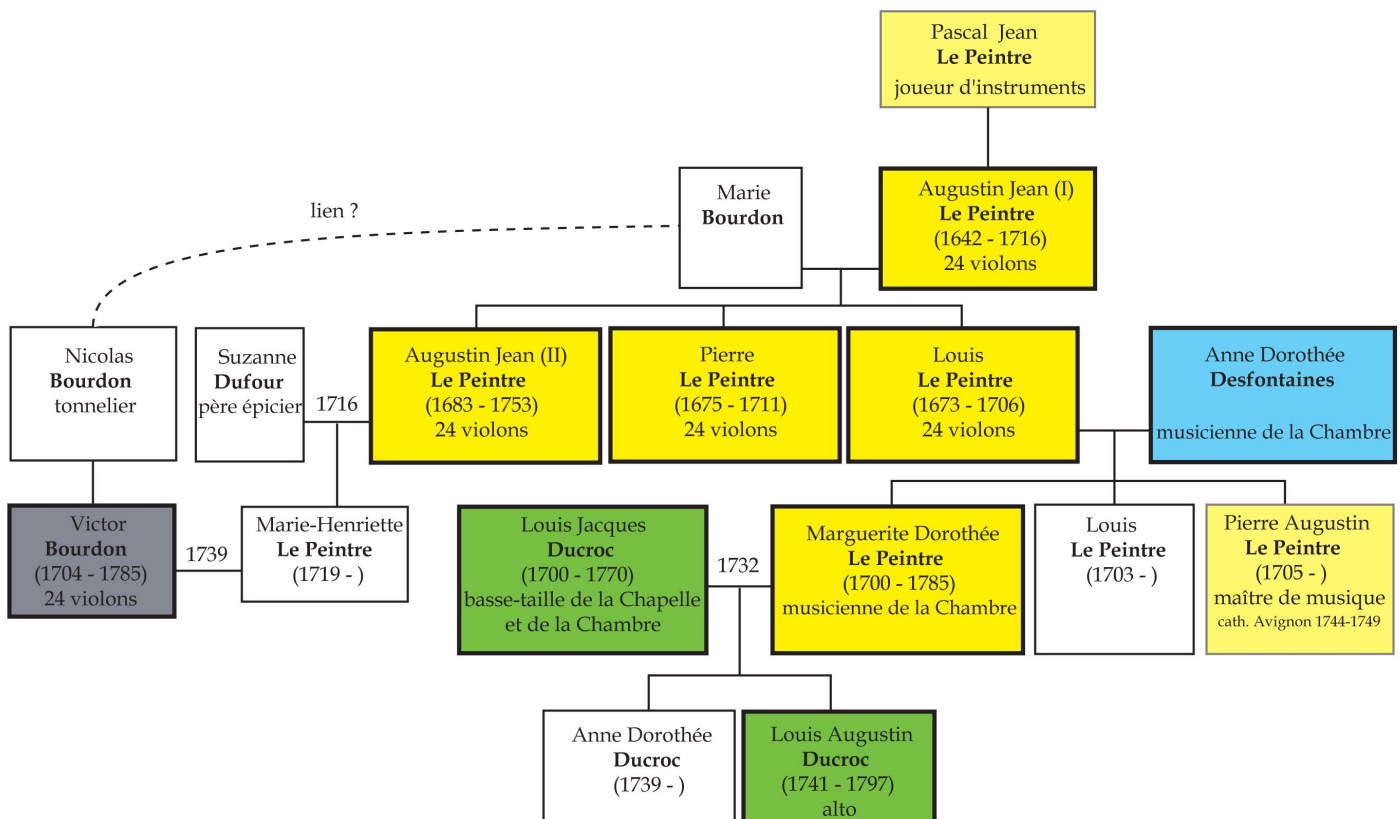 Pascal Jean
Le Peintre
joueur d'instruments
Marie
Bourdon
Augustin Jean (I)
Le Peintre
(1642 - 1716)
24 violons
lien ?
Nicolas
Bourdon
tonnelier
Suzanne
Dufour
père épicier
1716
Augustin Jean (II)
Le Peintre
(1683 - 1753)
24 violons
Pierre
Le Peintre
(1675 - 1711)
24 violons
Louis
Le Peintre
(1673 - 1706)
24 violons
Anne Dorothée
Desfontaines
musicienne de la Chambre
Victor
Bourdon
(1704 - 1785)
24 violons
1739
Marie-Henriette
Le Peintre
(1719 - )
Louis Jacques
Ducroc
(1700 - 1770)
basse-taille de la Chapelle
et de la Chambre
1732
Marguerite Dorothée
Le Peintre
(1700 - 1785)
musicienne de la Chambre
Louis
Le Peintre
(1703 - )
Pierre Augustin
Le Peintre
(1705 - )
maître de musique
cath. Avignon 1744-1749
Anne Dorothée
Ducroc
(1739 - )
Louis Augustin
Ducroc
(1741 - 1797)
alto